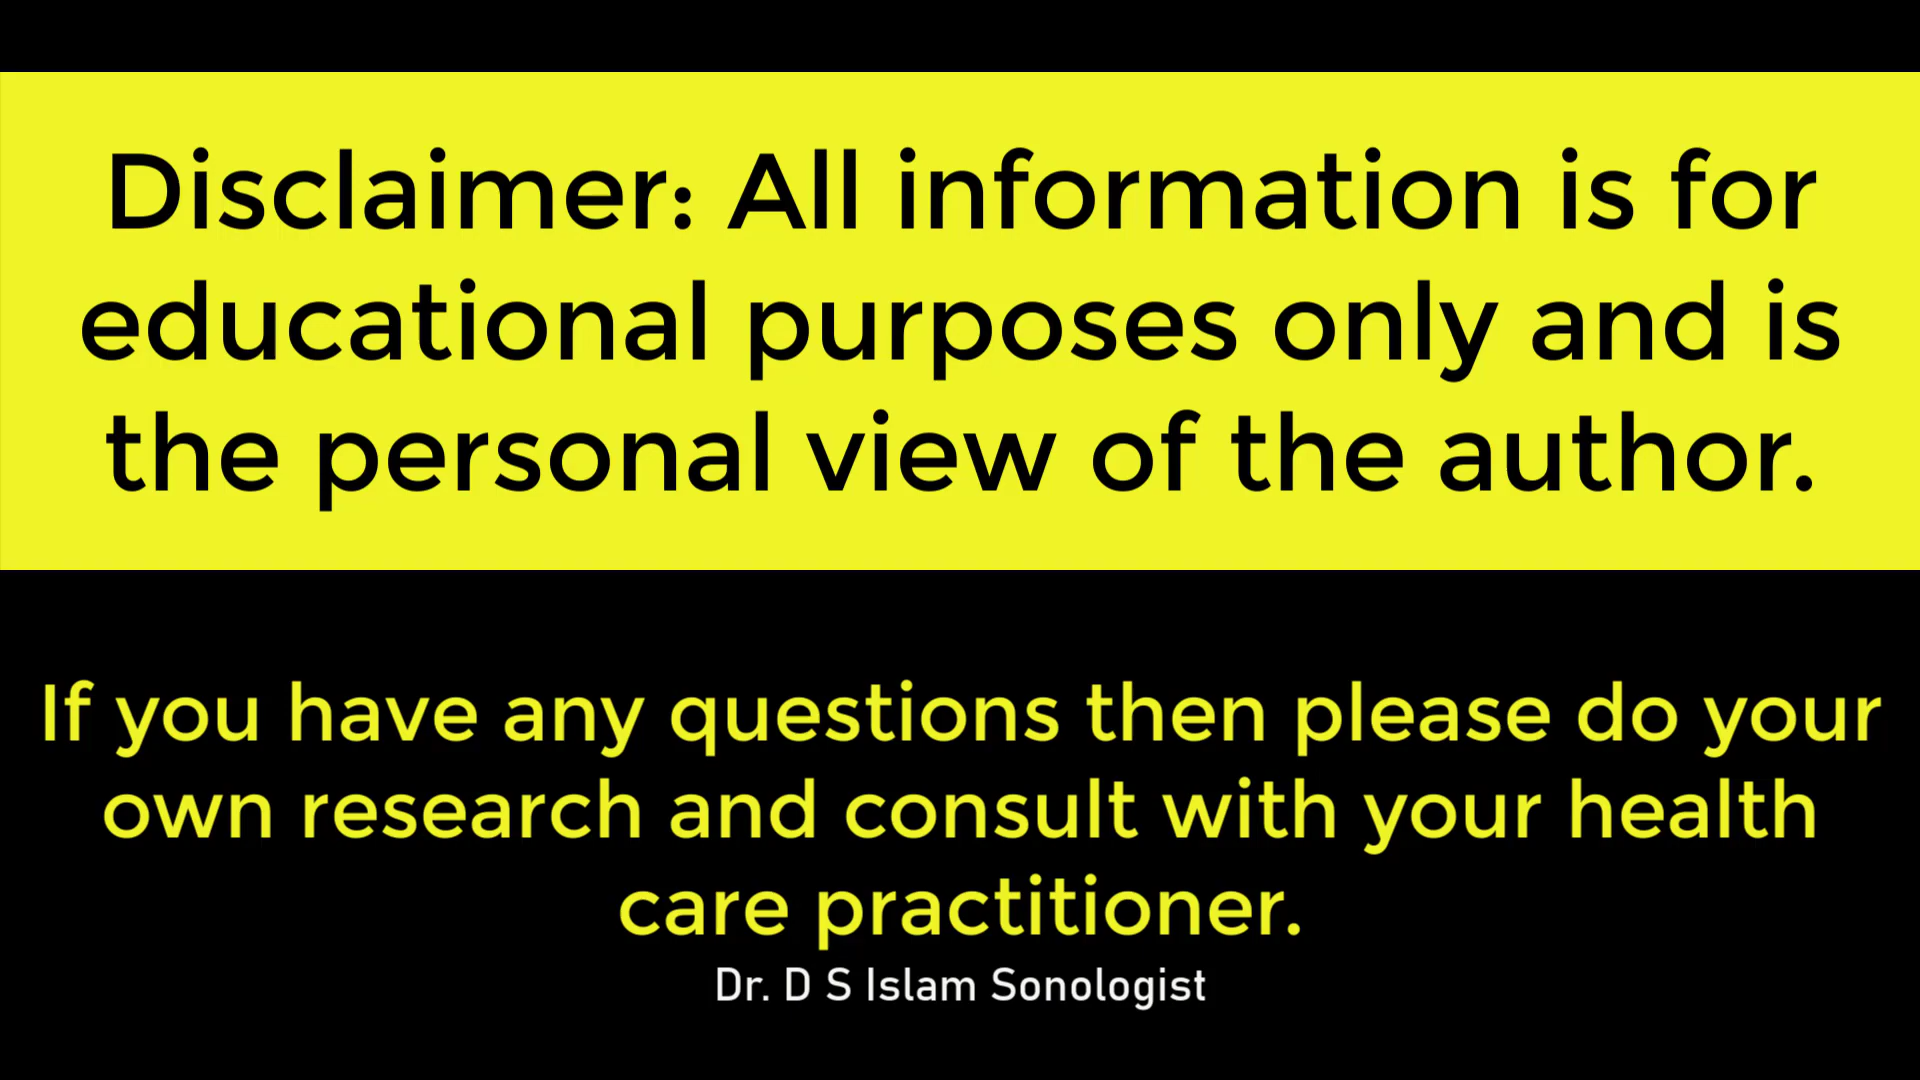 Disclaimer: All information is for
educational purposes only and is
the personal view of the author.
If you have any questions then please do your
own research and consult with your health
care practitioner.
Dr. D S Islam Sonologist